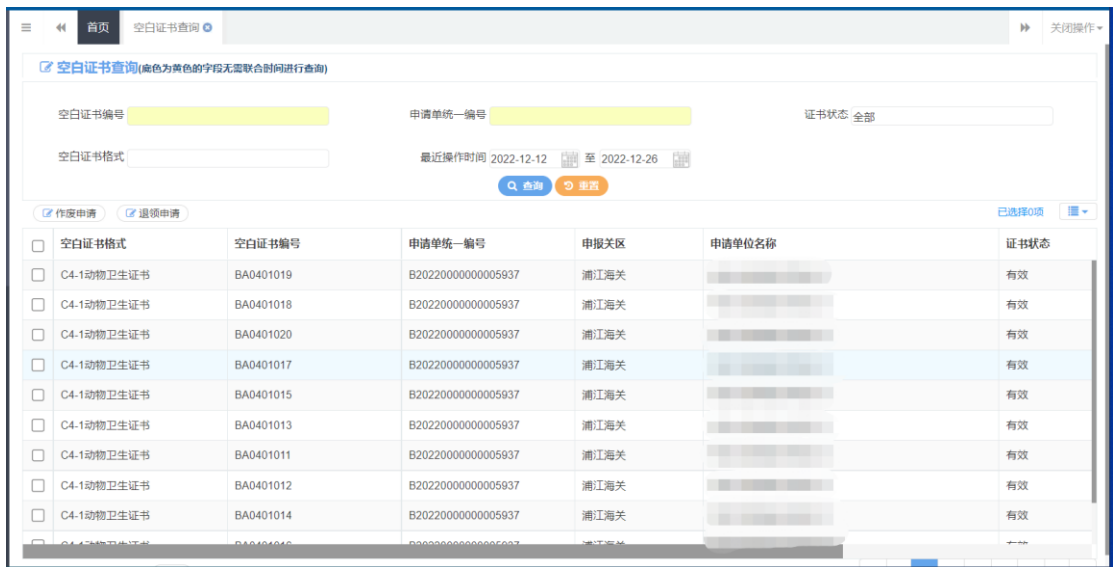 首页 空白证书查询 关闭操作
空白证书查询(底色为黄色的字段无需联合时间进行查询)
空白证书编号 申请单统一编号 证书状态 全部
空白证书格式 最近操作时间 2022-12-12 至 2022-12-26
查询 重置
作废申请 退领申请 已选择0项
空白证书格式 空白证书编号 申请单统一编号 申报关区 申请单位名称 证书状态
C4-1动物卫生证书 BA0401019 B20220000000005937 浦江海关 有效
C4-1动物卫生证书 BA0401018 B20220000000005937 浦江海关 有效
C4-1动物卫生证书 BA0401020 B20220000000005937 浦江海关 有效
C4-1动物卫生证书 BA0401017 B20220000000005937 浦江海关 有效
C4-1动物卫生证书 BA0401015 B20220000000005937 浦江海关 有效
C4-1动物卫生证书 BA0401013 B20220000000005937 浦江海关 有效
C4-1动物卫生证书 BA0401011 B20220000000005937 浦江海关 有效
C4-1动物卫生证书 BA0401012 B20220000000005937 浦江海关 有效
C4-1动物卫生证书 BA0401014 B20220000000005937 浦江海关 有效